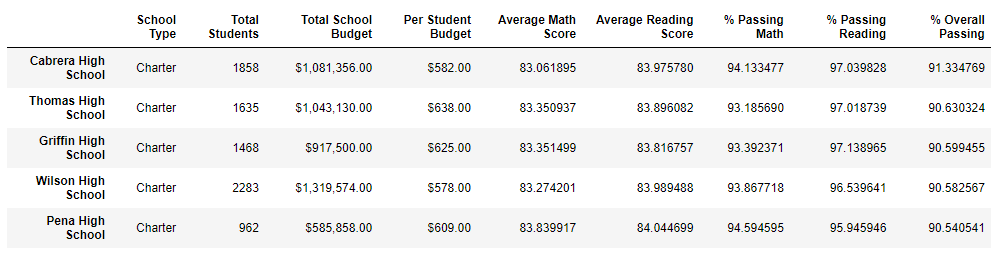 School Type Total Students Total School Budget Per Student Budget Average Math Score Average Reading Score % Passing Math % Passing Reading % Overall Passing
Cabrera High School Charter 1858 $1,081,356.00 $582.00 83.061895 83.975780 94.133477 97.039828 91.334769
Thomas High School Charter 1635 $1,043,130.00 $638.00 83.350937 83.896082 93.185690 97.018739 90.630324
Griffin High School Charter 1468 $917,500.00 $625.00 83.351499 83.816757 93.392371 97.138965 90.599455
Wilson High School Charter 2283 $1,319,574.00 $578.00 83.274201 83.989488 93.867718 96.539641 90.582567
Pena High School Charter 962 $585,858.00 $609.00 83.839917 84.044699 94.594595 95.945946 90.540541